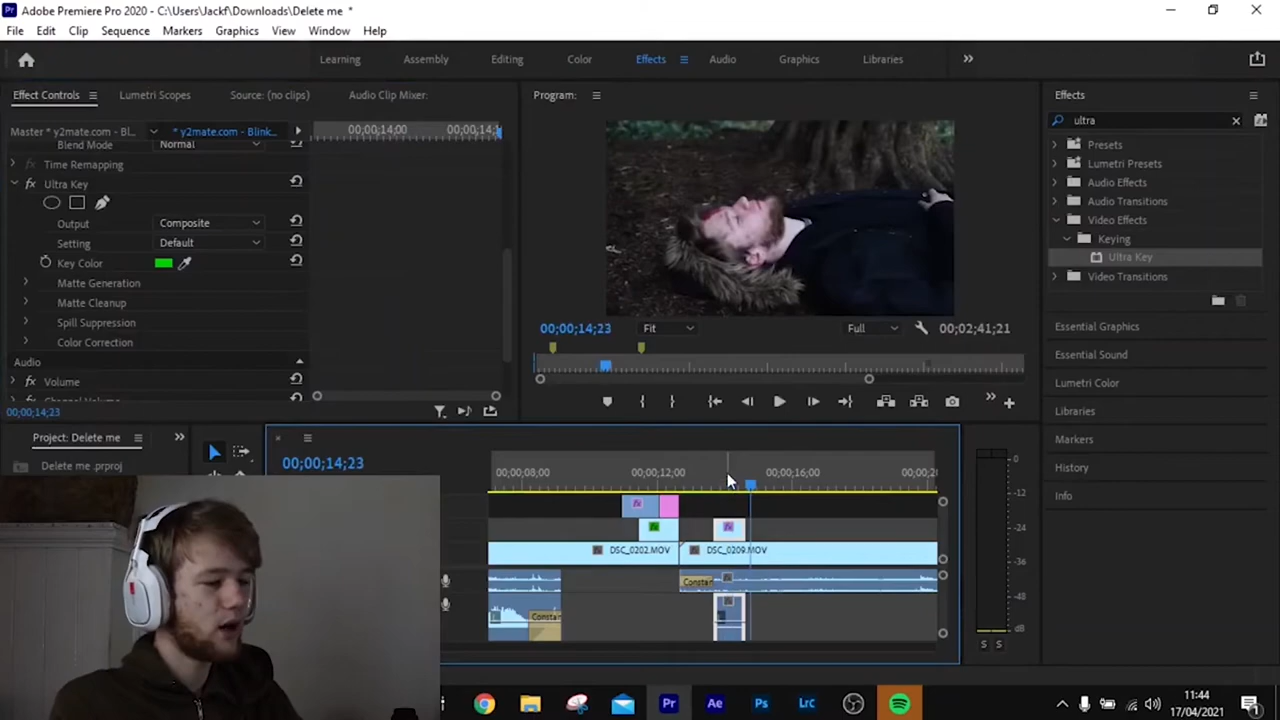 Adobe Premiere Pro 2020 - C:\Users\Jackf\Downloads\Delete me *
File Edit Clip Sequence Markers Graphics View Window Help
Learning Assembly Editing Color Effects Audio Graphics Libraries
Effect Controls Lumetri Scopes Source: (no clips) Audio Clip Mixer:
Program:
Effects
Master * y2mate.com - Bl... * y2mate.com - Blink...
00;00;14;00 00;00;14;
ultra
Blend Mode Normal
Presets
Time Remapping
Lumetri Presets
Ultra Key
Audio Effects
Audio Transitions
Output Composite
Video Effects
Setting Default
Keying
Key Color
Ultra Key
Matte Generation
Video Transitions
Matte Cleanup
Spill Suppression
Color Correction
00;00;14;23 Fit Full 00;02;41;21
Essential Graphics
Audio
Essential Sound
Volume
Lumetri Color
Channel Volume
00;00;14;23
Libraries
Project: Delete me
Markers
Delete me .prproj
00;00;14;23
00;00;08;00 00;00;12;00 00;00;16;00 00;00;2
History
Info
DSC_0202.MOV DSC_0209.MOV
Constan
Consta
0
-12
-24
-36
-48
dB
S S
Pr Ae Ps Lrc
11:44
17/04/2021